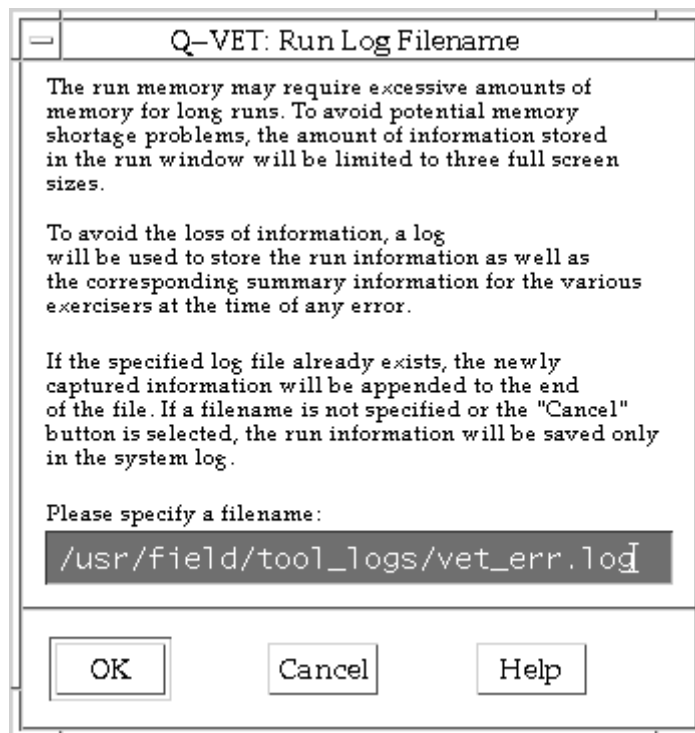 Q–VET: Run Log Filename
The run memory may require excessive amounts of
memory for long runs. To avoid potential memory
shortage problems, the amount of information stored
in the run window will be limited to three full screen
sizes.
To avoid the loss of information, a log
will be used to store the run information as well as
the corresponding summary information for the various
exercisers at the time of any error.
If the specified log file already exists, the newly
captured information will be appended to the end
of the file. If a filename is not specified or the "Cancel"
button is selected, the run information will be saved only
in the system log.
Please specify a filename:
/usr/field/tool_logs/vet_err.log
OK Cancel Help